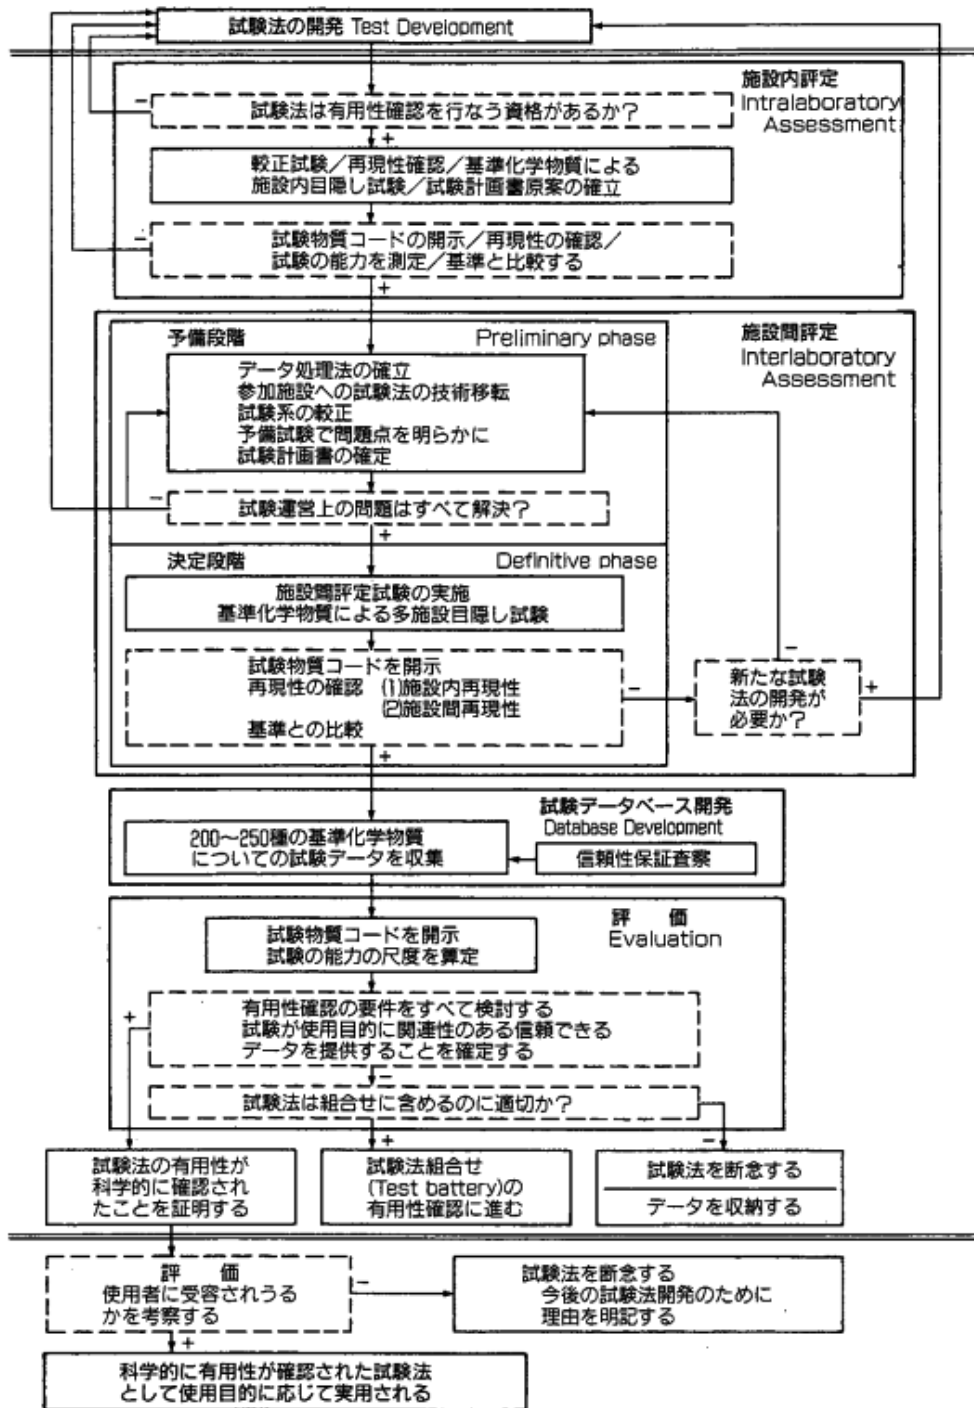 試験法の開発 Test Development
施設内評定
Intralaboratory
Assessment
−
試験法は有用性確認を行なう資格があるか？
+
較正試験／再現性確認／基準化学物質による
施設内目隠し試験／試験計画書原案の確立
−
試験物質コードの開示／再現性の確認／
試験の能力を測定／基準と比較する
+
施設間評定
Interlaboratory
Assessment
予備段階 Preliminary phase
データ処理法の確立
参加施設への試験法の技術移転
試験系の較正
予備試験で問題点を明らかに
試験計画書の確定
−
試験運営上の問題はすべて解決？
+
決定段階 Definitive phase
施設間評定試験の実施
基準化学物質による多施設目隠し試験
試験物質コードを開示
再現性の確認 (1)施設内再現性
(2)施設間再現性
基準との比較
−
+
−
新たな試験
法の開発が
必要か？
+
試験データベース開発
Database Development
200〜250種の基準化学物質
についての試験データを収集
信頼性保証査察
評　価
Evaluation
試験物質コードを開示
試験の能力の尺度を算定
+
有用性確認の要件をすべて検討する
試験が使用目的に関連性のある信頼できる
データを提供することを確定する
−
試験法は組合せに含めるのに適切か？
+
−
試験法の有用性が
科学的に確認され
たことを証明する
試験法組合せ
(Test battery)の
有用性確認に進む
試験法を断念する
データを収納する
評　価
使用者に受容されうる
かを考察する
−
+
試験法を断念する
今後の試験法開発のために
理由を明記する
科学的に有用性が確認された試験法
として使用目的に応じて実用される